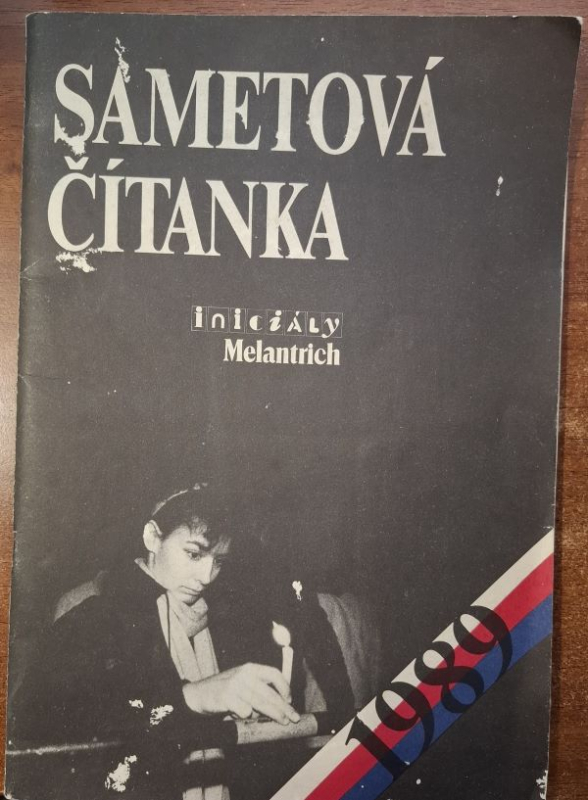 SAMETOVÁ
ČÍTANKA
iniciÁLy
Melantrich
1989